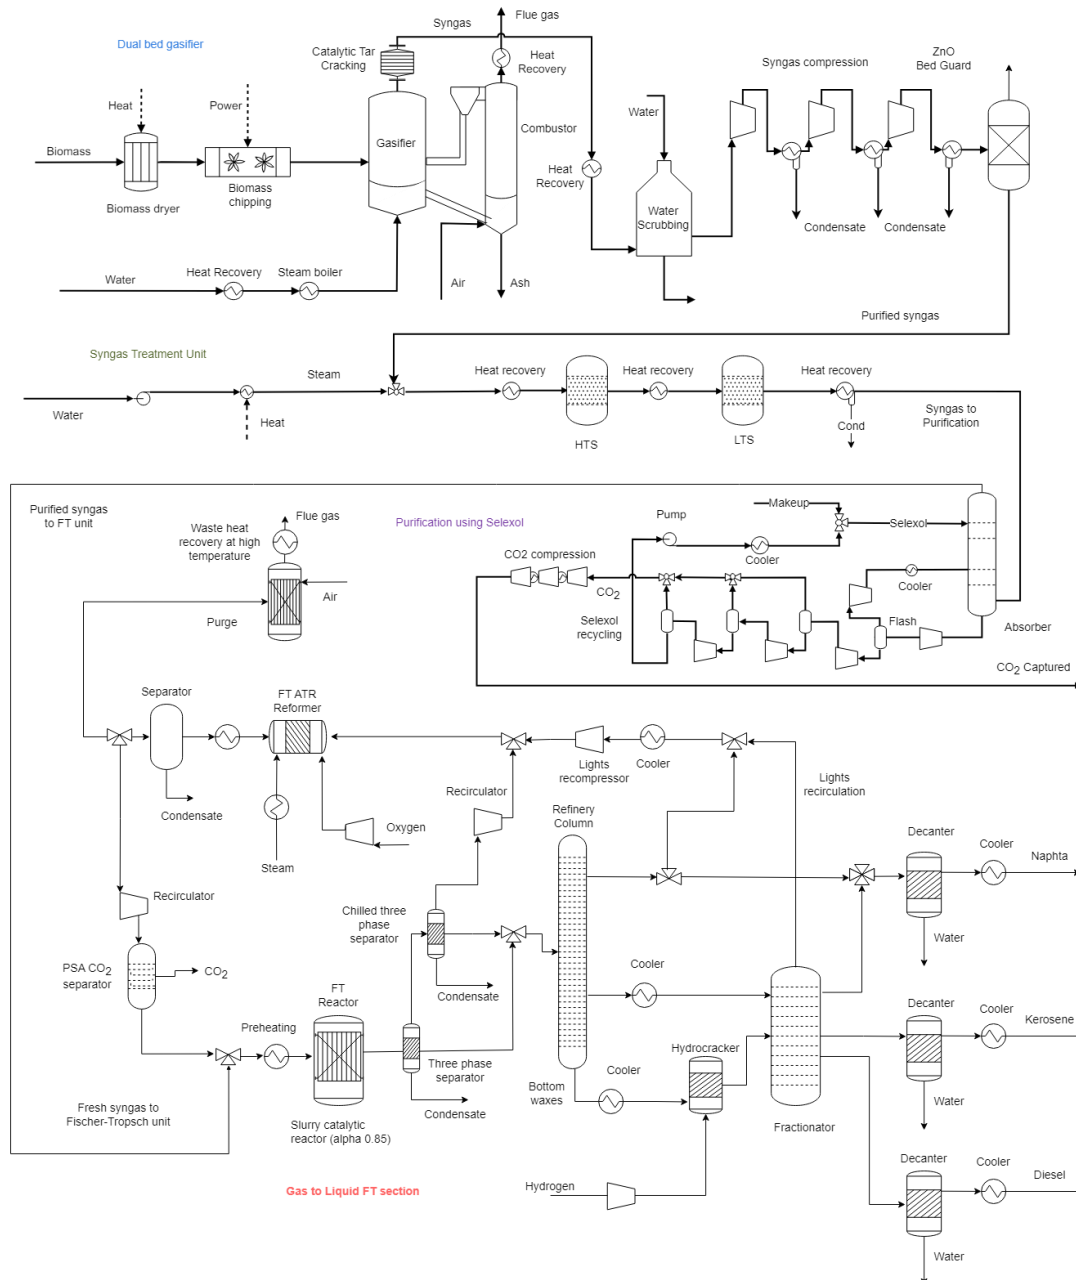 Syngas
Flue gas
Dual bed gasifier
Catalytic Tar
Cracking
Heat
Recovery
Syngas compression
ZnO
Bed Guard
Heat
Power
Water
Combustor
Gasifier
Biomass
Heat
Recovery
Biomass
chipping
Biomass dryer
Water
Scrubbing
Condensate
Condensate
Heat Recovery
Steam boiler
Water
Air
Ash
Purified syngas
Syngas Treatment Unit
Steam
Heat recovery
Heat recovery
Heat recovery
Water
Heat
HTS
LTS
Cond
Syngas to
Purification
Purified syngas
to FT unit
Flue gas
Waste heat
recovery at high
temperature
Purification using Selexol
Makeup
Pump
Selexol
Cooler
CO2 compression
Cooler
Air
CO2
Purge
Selexol
recycling
Flash
Absorber
CO2 Captured
Separator
FT ATR
Reformer
Lights
recompressor
Cooler
Lights
recirculation
Condensate
Recirculator
Oxygen
Refinery
Column
Steam
Decanter
Cooler
Naphta
Recirculator
Chilled three
phase
separator
Water
PSA CO2
separator
CO2
Cooler
Condensate
FT
Reactor
Preheating
Decanter
Cooler
Kerosene
Hydrocracker
Three phase
separator
Cooler
Bottom
waxes
Condensate
Water
Fresh syngas to
Fischer-Tropsch unit
Slurry catalytic
reactor (alpha 0.85)
Fractionator
Decanter
Cooler
Diesel
Hydrogen
Gas to Liquid FT section
Water